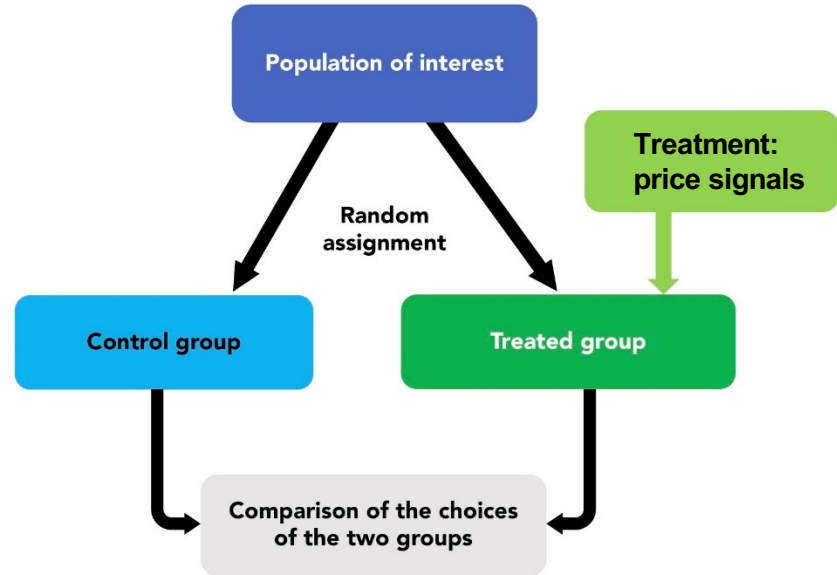 Population of interest
Treatment:
price signals
Random
assignment
Control group
Treated group
Comparison of the choices
of the two groups